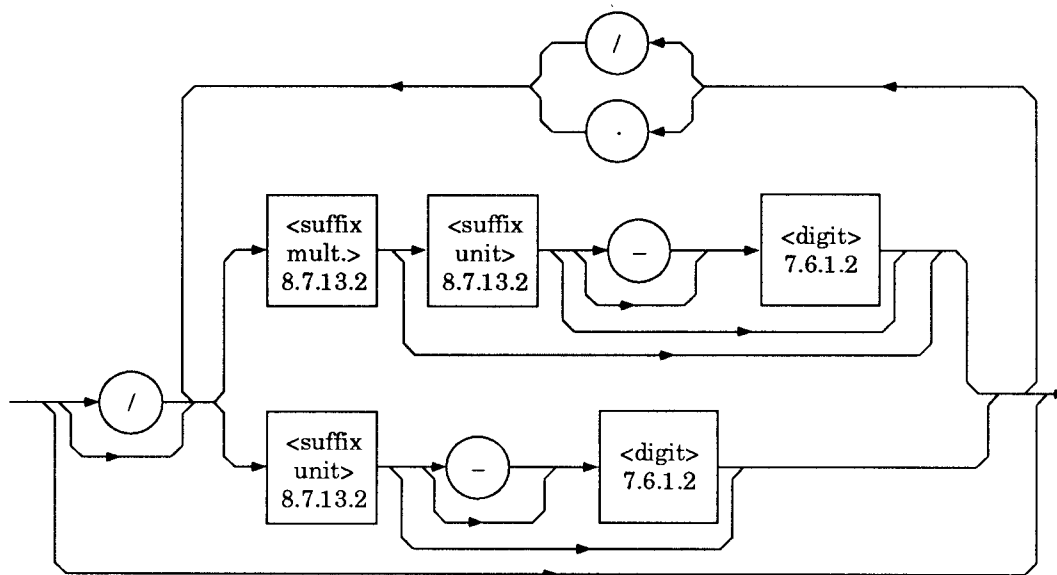 /
.
<suffix
mult.>
8.7.13.2
<suffix
unit>
8.7.13.2
–
<digit>
7.6.1.2
/
<suffix
unit>
8.7.13.2
–
<digit>
7.6.1.2